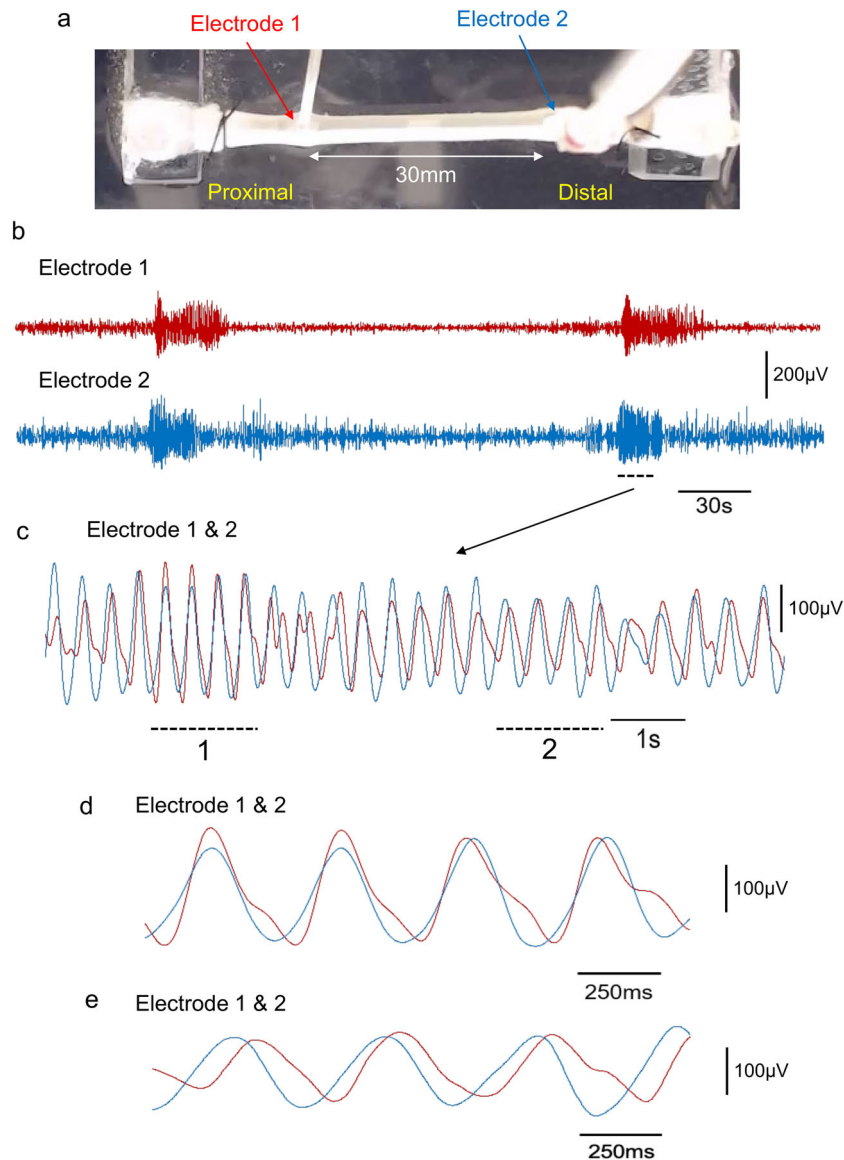 a
Electrode 1
Electrode 2
30mm
Proximal
Distal
b
Electrode 1
Electrode 2
200µV
30s
c
Electrode 1 & 2
100µV
1
2
1s
d
Electrode 1 & 2
100µV
250ms
e
Electrode 1 & 2
100µV
250ms